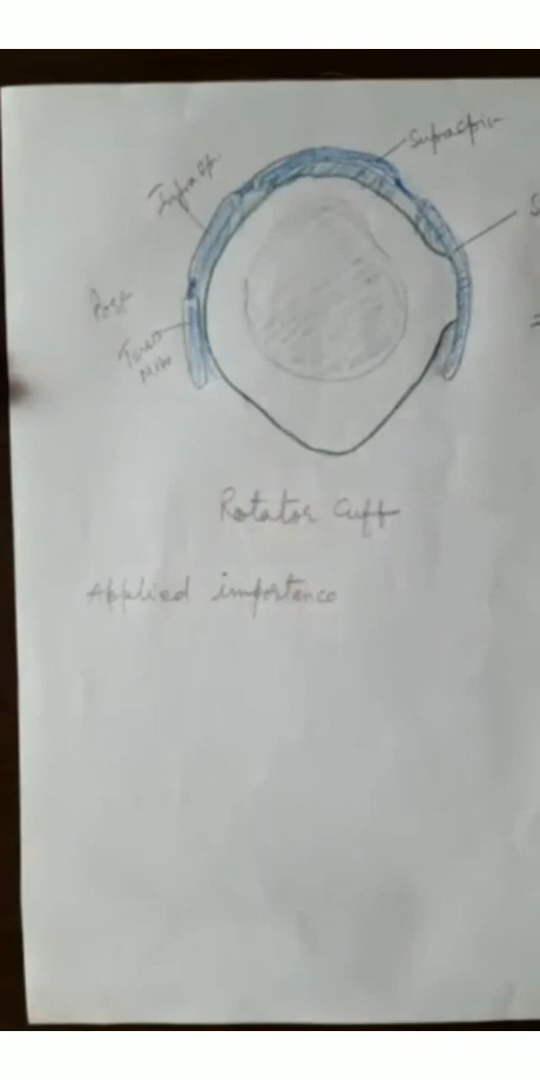 Supraspin
Infrasp
S
Post
Teres
Min
Rotator Cuff
Applied importance